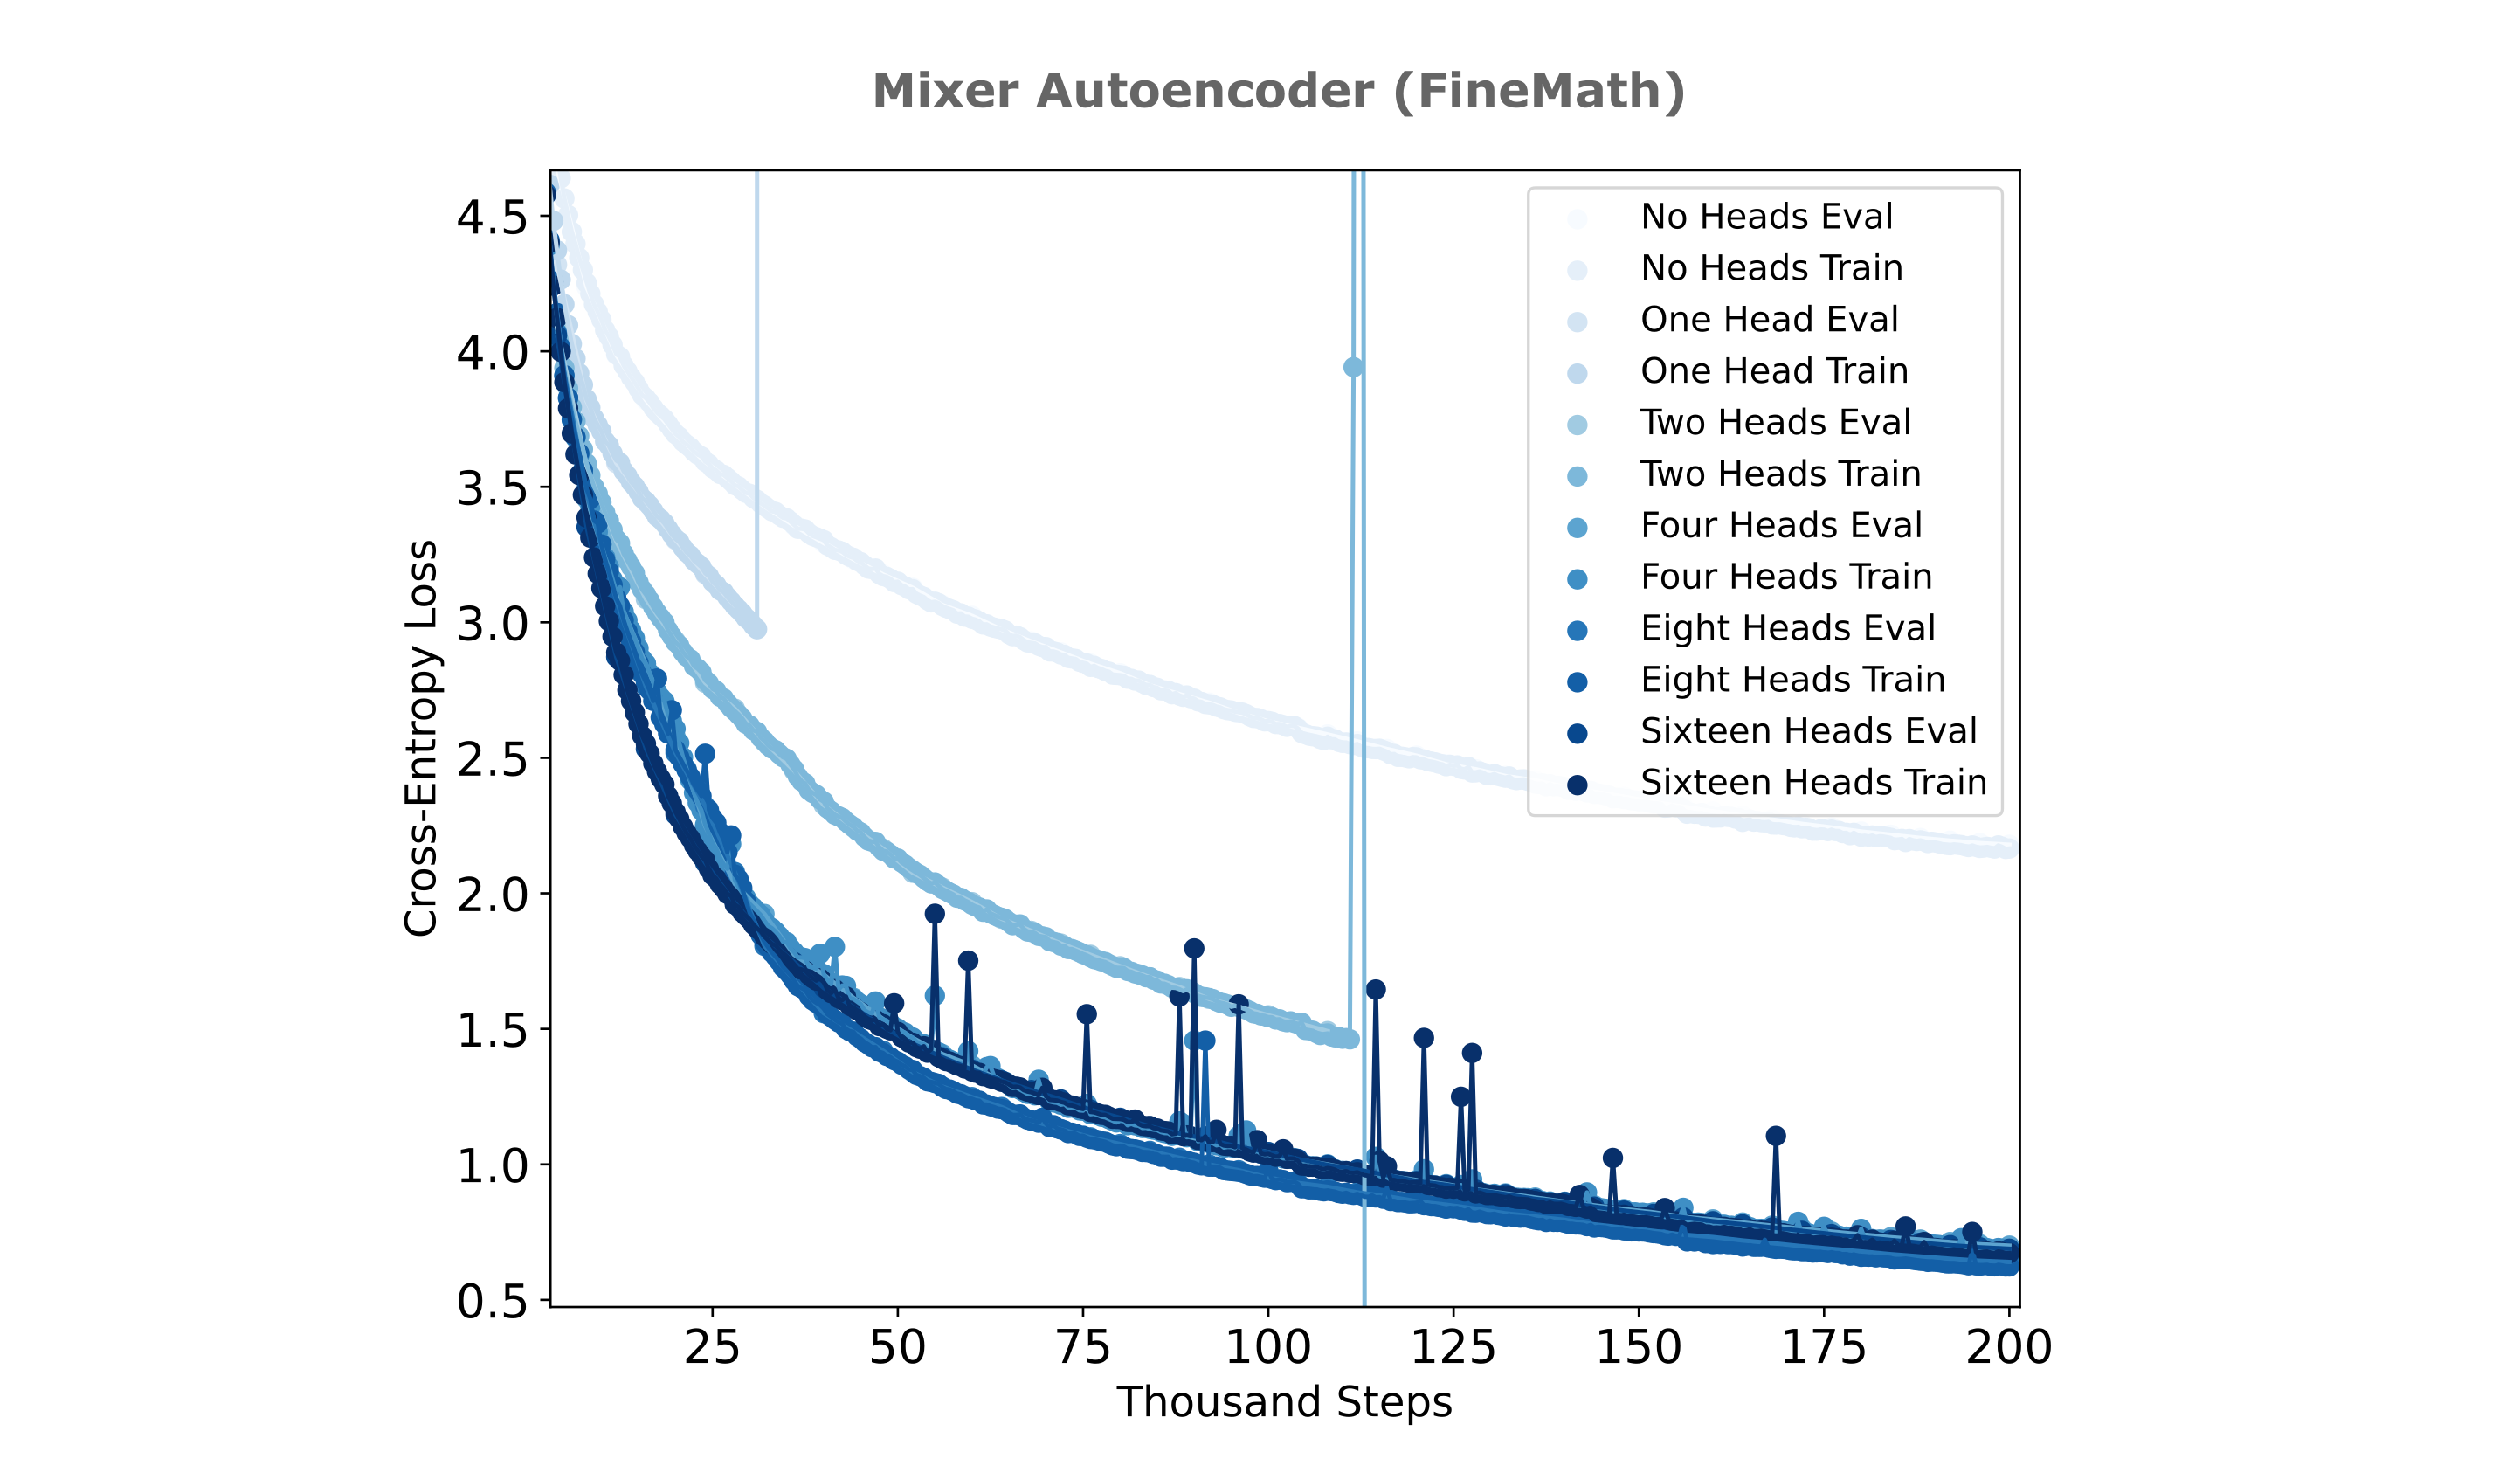 Mixer Autoencoder (FineMath)
4.5
4.0
3.5
3.0
2.5
2.0
1.5
1.0
0.5
Cross-Entropy Loss
No Heads Eval
No Heads Train
One Head Eval
One Head Train
Two Heads Eval
Two Heads Train
Four Heads Eval
Four Heads Train
Eight Heads Eval
Eight Heads Train
Sixteen Heads Eval
Sixteen Heads Train
25 50 75 100 125 150 175 200
Thousand Steps